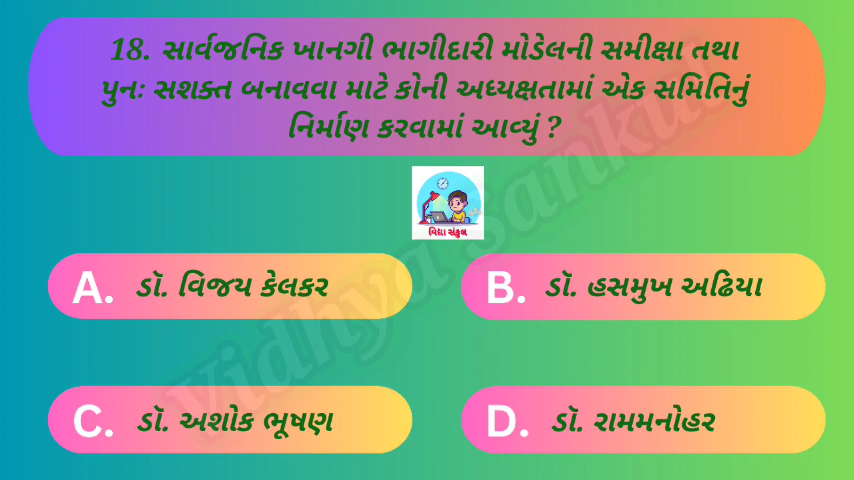 18. સાર્વજનિક ખાનગી ભાગીદારી મોડેલની સમીક્ષા તથા
પુનઃ સશક્ત બનાવવા માટે કોની અધ્યક્ષતામાં એક સમિતિનું
નિર્માણ કરવામાં આવ્યું ?
વિદ્યા સંકુલ
A. ડૉ. વિજય કેલકર
B. ડૉ. હસમુખ અઢિયા
C. ડૉ. અશોક ભૂષણ
D. ડૉ. રામમનોહર
Vidhya Sankul